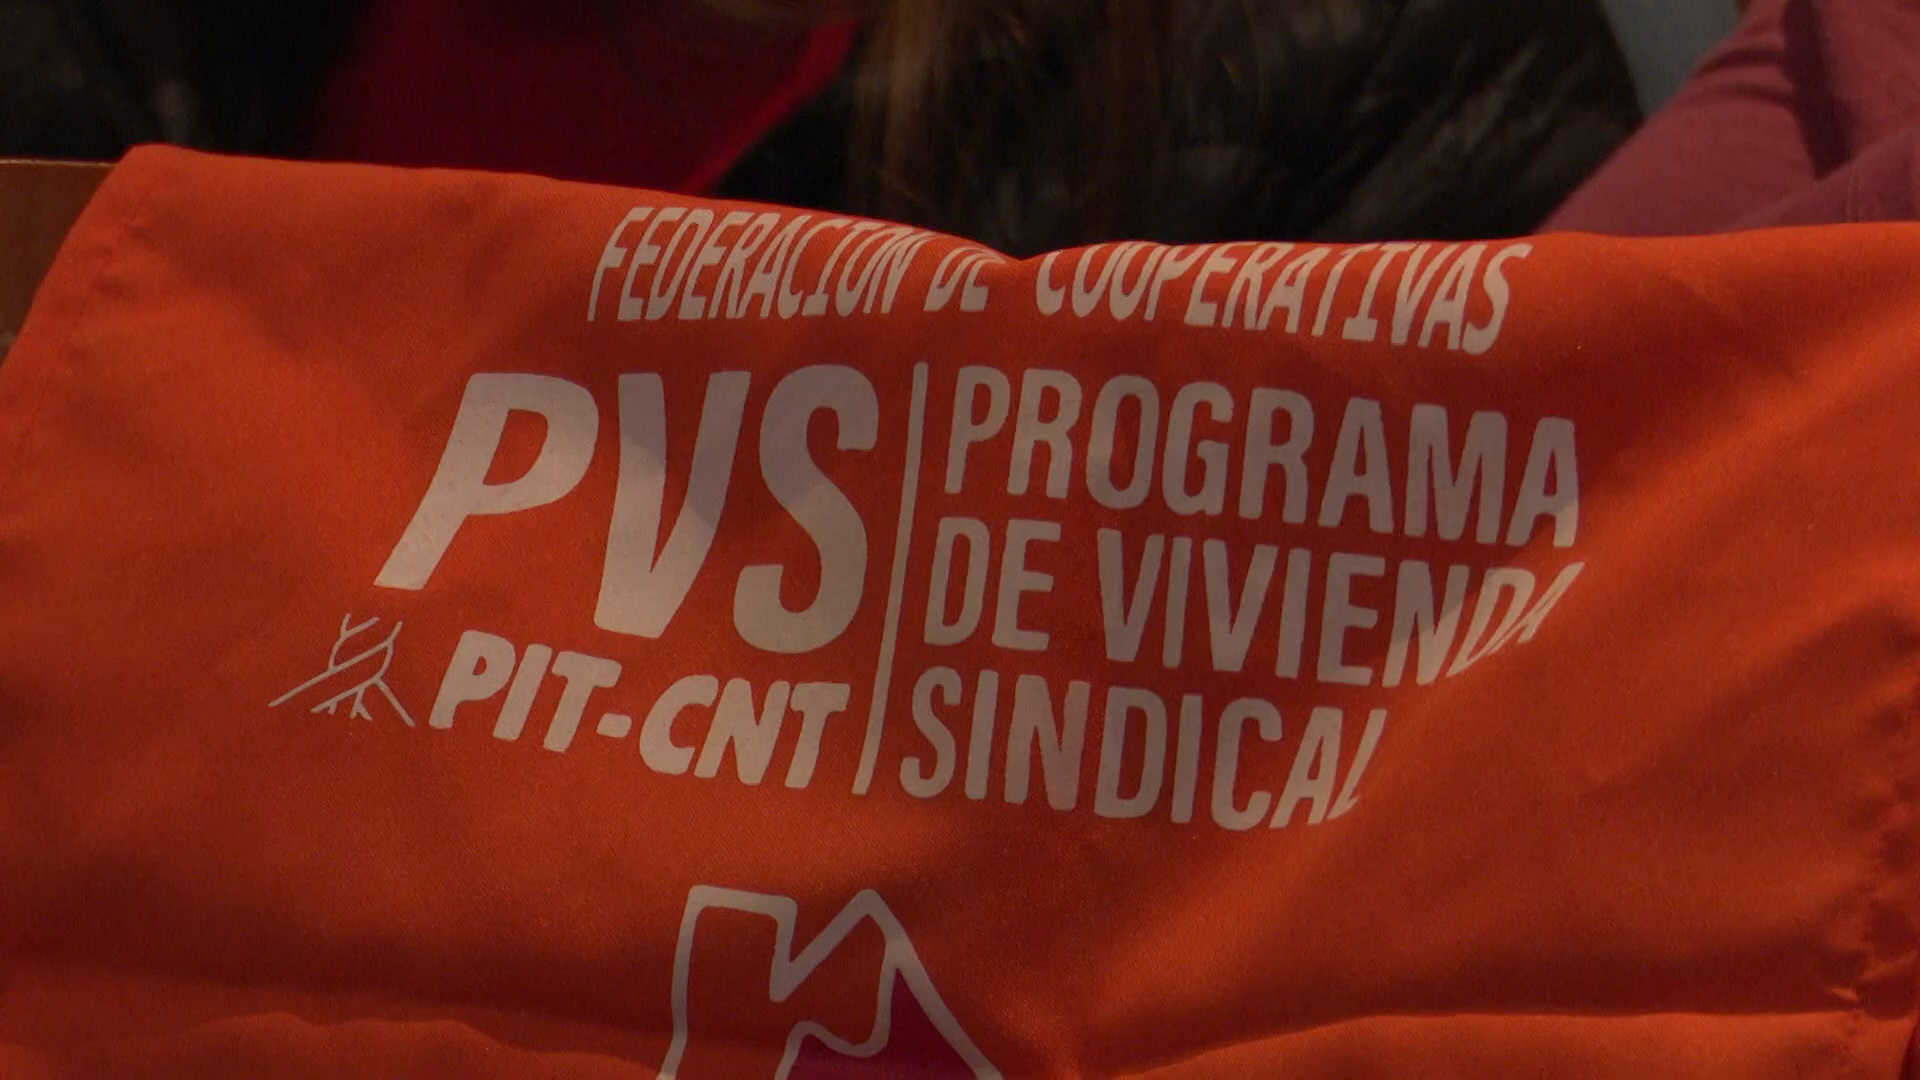 FEDERACION DE COOPERATIVAS
PVS
PIT-CNT
PROGRAMA
DE VIVIENDA
SINDICAL